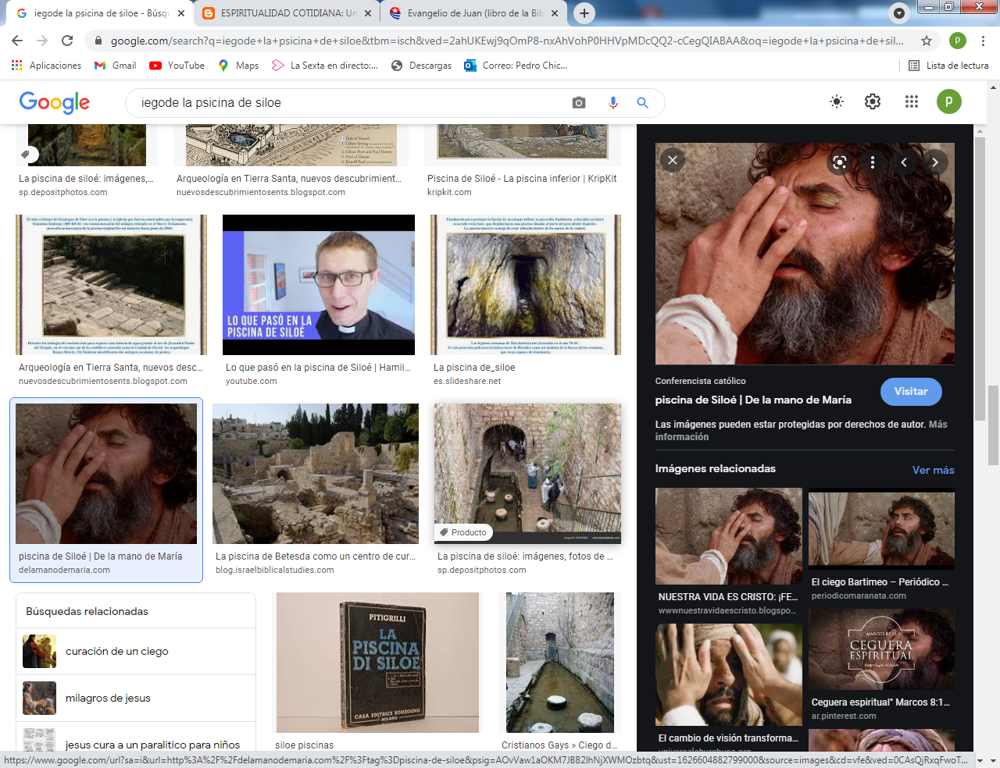 iegode la psicina de siloe - Búsqu
ESPIRITUALIDAD COTIDIANA: Un
Evangelio de Juan (libro de la Bib
google.com/search?q=iegode+la+psicina+de+siloe&tbm=isch&ved=2ahUKEwj9qOmP8-nxAhVohP0HHVpMDcQQ2-cCegQIABAA&oq=iegode+la+psicina+de+sil...
Aplicaciones
Gmail
YouTube
Maps
La Sexta en directo:...
Descargas
Correo: Pedro Chic...
Lista de lectura
Google
iegode la psicina de siloe
p
La piscina de siloé: imágenes,...
sp.depositphotos.com
Arqueología en Tierra Santa, nuevos descubrimient...
nuevosdescubrimientosents.blogspot.com
Piscina de Siloé - La piscina inferior | KripKit
kripkit.com
LO QUE PASÓ EN LA
PISCINA DE SILOÉ
Arqueología en Tierra Santa, nuevos desc...
nuevosdescubrimientosents.blogspot.com
Lo que pasó en la piscina de Siloé | Hamil...
youtube.com
La piscina de_siloe
es.slideshare.net
piscina de Siloé | De la mano de María
delamanodemaria.com
La piscina de Betesda como un centro de cur...
blog.israelbiblicalstudies.com
Producto
La piscina de siloé: imágenes, fotos de ...
sp.depositphotos.com
Búsquedas relacionadas
curación de un ciego
milagros de jesus
jesus cura a un paralitico para niños
PITIGRILLI
LA
PISCINA
DI SILOE
CASA EDITRICE SONZOGNO
MILANO
siloe piscinas
Cristianos Gays » Ciego d...
Conferencista católico
piscina de Siloé | De la mano de María
Visitar
Las imágenes pueden estar protegidas por derechos de autor. Más
información
Imágenes relacionadas
Ver más
NUESTRA VIDA ES CRISTO: ¡FE...
wwwnuestravidaescristo.blogspo...
El ciego Bartimeo – Periódico ...
periodicomaranata.com
CEGUERA
ESPIRITUAL
El cambio de visión transforma...
Ceguera espiritual" Marcos 8:1...
ar.pinterest.com
https://www.google.com/url?sa=i&url=http%3A%2F%2Fdelamanodemaria.com%2F%3Ftag%3Dpiscina-de-siloe&psig=AOvVaw1aOKM7JBB2IhNjXWMOzbtq&ust=1626604882799000&source=images&cd=vfe&ved=0CAsQjRxqFwoT...